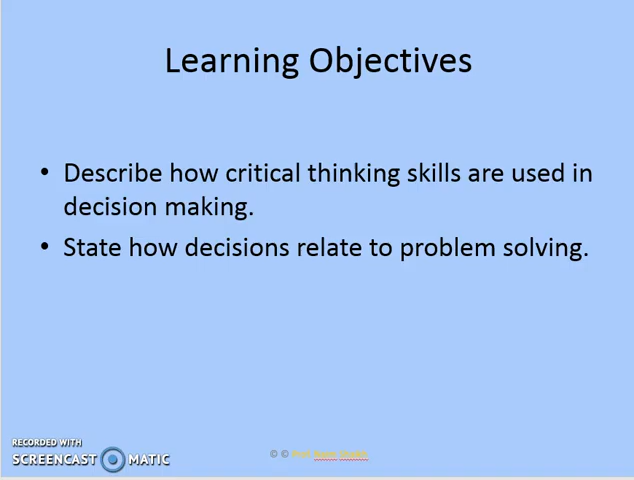 Learning Objectives
• Describe how critical thinking skills are used in
decision making.
• State how decisions relate to problem solving.
RECORDED WITH
SCREENCAST MATIC
© © Prof